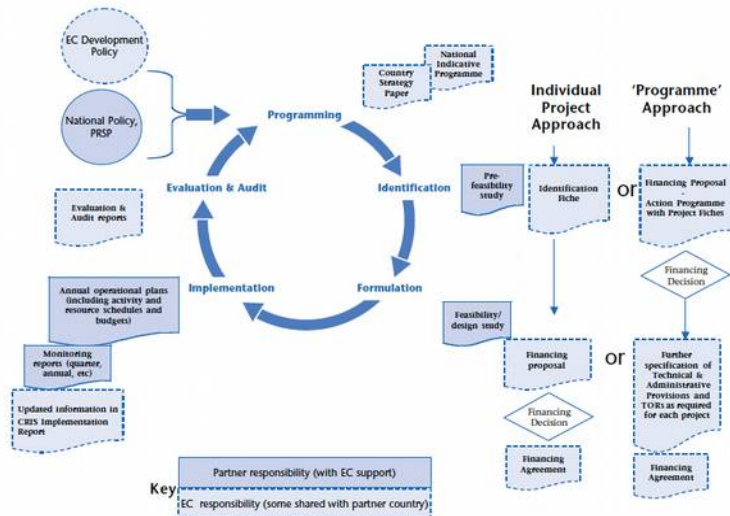 EC Development
Policy
National Policy,
PRSP
Programming
Country
Strategy
Paper
National
Indicative
Programme
Individual
Project
Approach
‘Programme’
Approach
Evaluation & Audit
Identification
Pre-
feasibility
study
Identification
Fiche
or
Financing Proposal
-
Action Programme
with Project Fiches
Evaluation &
Audit reports
Financing
Decision
Implementation
Formulation
Annual operational plans
(including activity and
resource schedules and
budgets)
Feasibility/
design study
Monitoring
reports (quarter,
annual, etc)
Financing
proposal
or
Further
specification of
Technical &
Administrative
Provisions and
TORs as required
for each project
Updated information in
CRIS Implementation
Report
Financing
Decision
Financing
Agreement
Financing
Agreement
Key
Partner responsibility (with EC support)
EC responsibility (some shared with partner country)